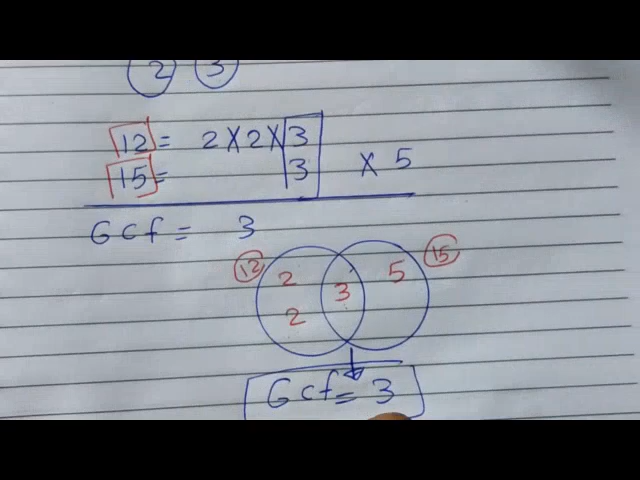 2 3
12 = 2 X 2 X 3
15 = 3 X 5
Gcf = 3
12 2 3 5 15
2
Gcf = 3